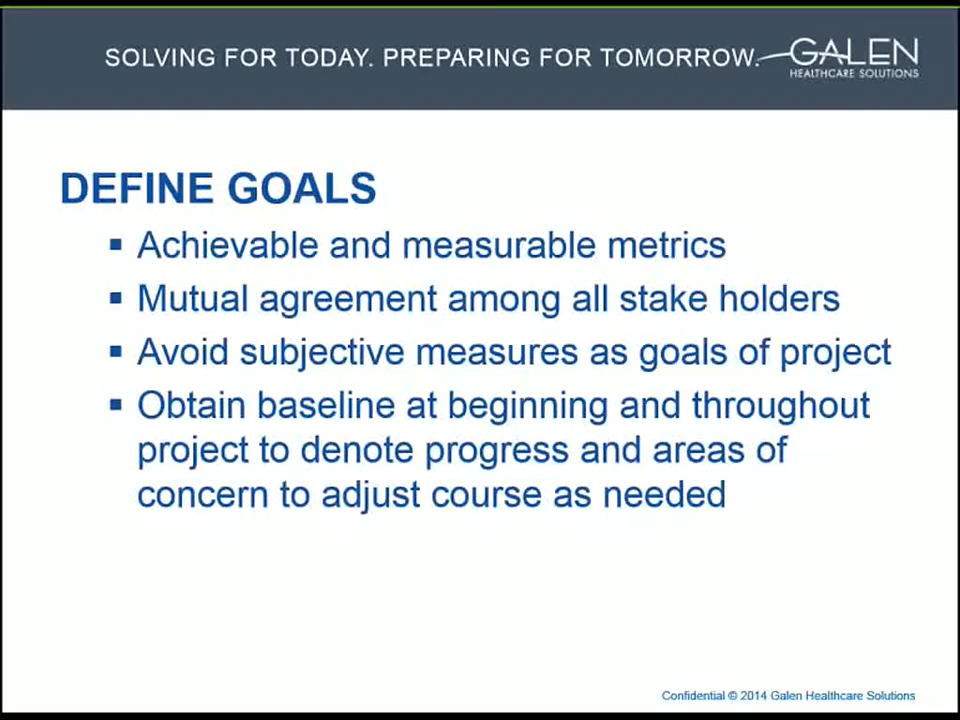 SOLVING FOR TODAY. PREPARING FOR TOMORROW.
GALEN
HEALTHCARE SOLUTIONS
DEFINE GOALS
▪ Achievable and measurable metrics
▪ Mutual agreement among all stake holders
▪ Avoid subjective measures as goals of project
▪ Obtain baseline at beginning and throughout
project to denote progress and areas of
concern to adjust course as needed
Confidential © 2014 Galen Healthcare Solutions